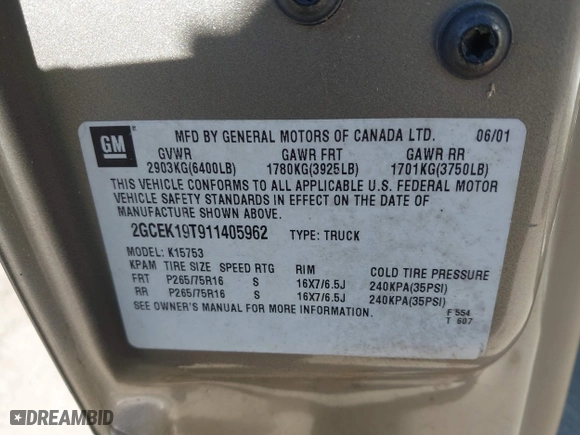 GM
MFD BY GENERAL MOTORS OF CANADA LTD. 06/01
GVWR GAWR FRT GAWR RR
2903KG(6400LB) 1780KG(3925LB) 1701KG(3750LB)
THIS VEHICLE CONFORMS TO ALL APPLICABLE U.S. FEDERAL MOTOR
VEHICLE SAFETY STANDARDS IN EFFECT ON THE DATE OF
MANUFACTURE SHOWN ABOVE.
2GCEK19T911405962 TYPE: TRUCK
MODEL: K15753
KPAM TIRE SIZE SPEED RTG RIM COLD TIRE PRESSURE
FRT P265/75R16 S 16X7/6.5J 240KPA(35PSI)
RR P265/75R16 S 16X7/6.5J 240KPA(35PSI)
SEE OWNER'S MANUAL FOR MORE INFORMATION. F 554
T 607
DREAMBID